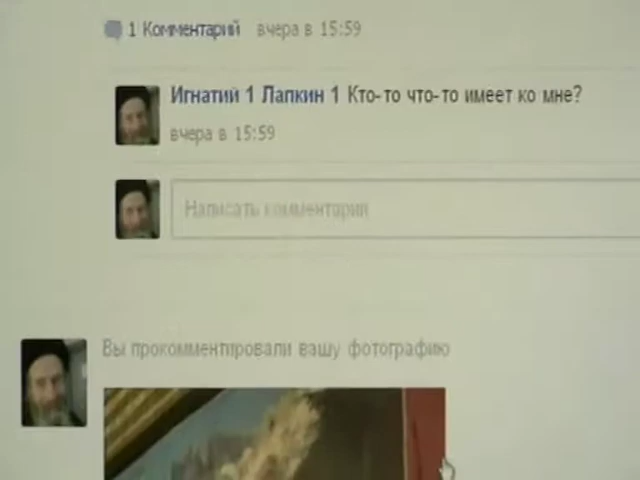 1 Комментарий вчера в 15:59
Игнатий 1 Лапкин 1 Кто-то что-то имеет ко мне?
вчера в 15:59
Написать комментарий
Вы прокомментировали вашу фотографию